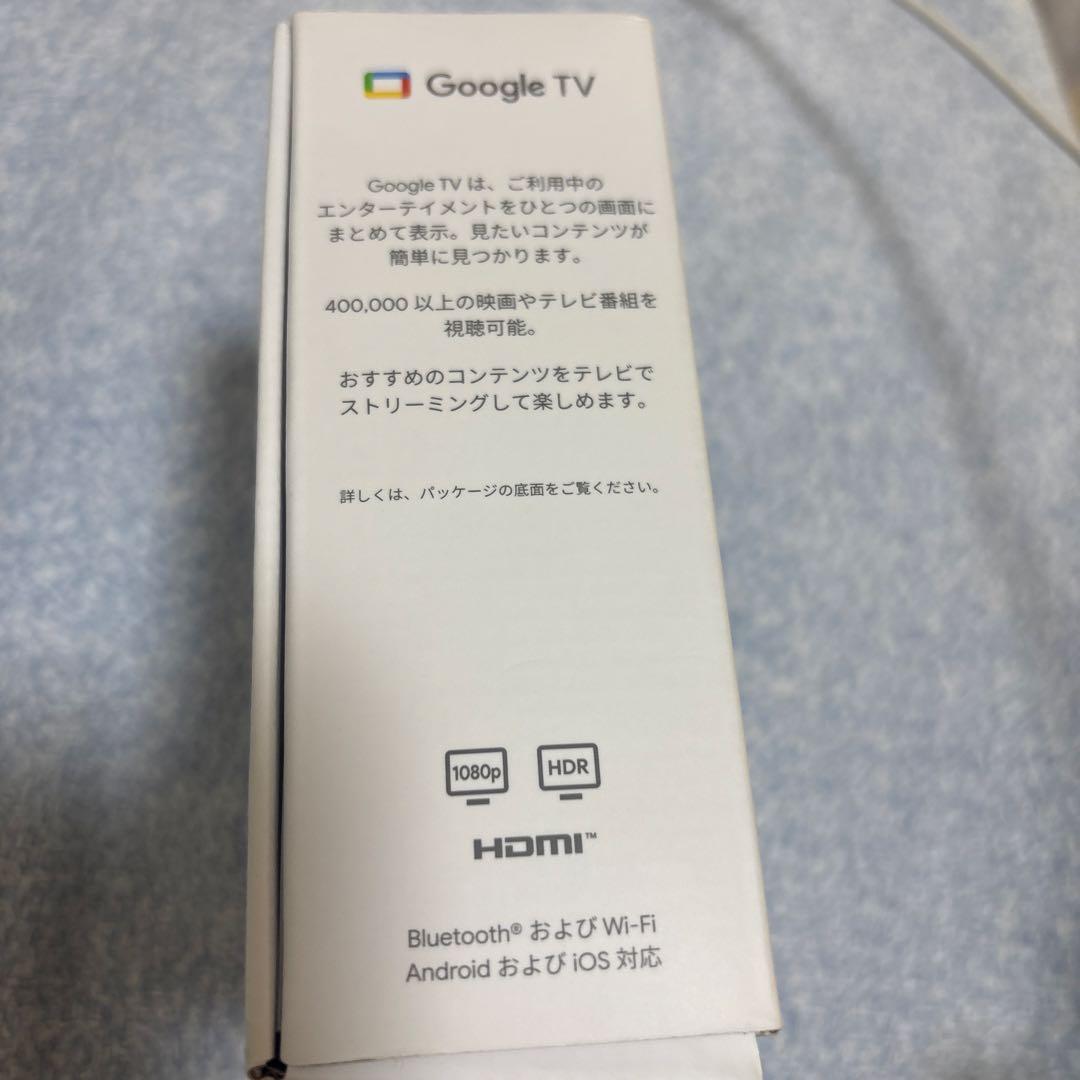 Google TV
Google TV は、ご利用中の
エンターテイメントをひとつの画面に
まとめて表示。見たいコンテンツが
簡単に見つかります。
400,000 以上の映画やテレビ番組を
視聴可能。
おすすめのコンテンツをテレビで
ストリーミングして楽しめます。
詳しくは、パッケージの底面をご覧ください。
1080p HDR
HDMI™
Bluetooth® および Wi-Fi
Android および iOS 対応